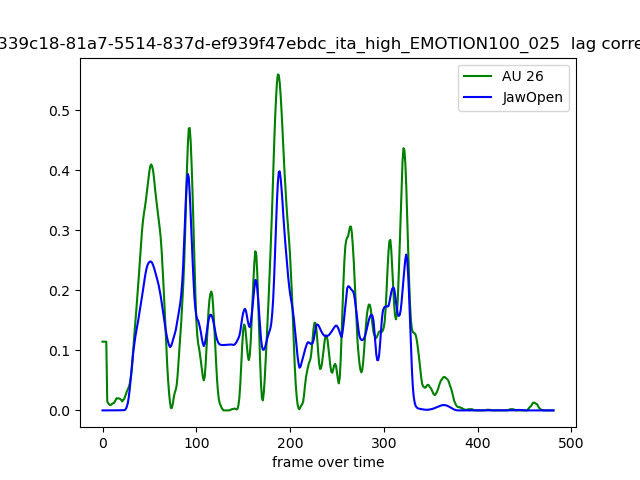 339c18-81a7-5514-837d-ef939f47ebdc_ita_high_EMOTION100_025 lag corre
AU 26
JawOpen
0.5
0.4
0.3
0.2
0.1
0.0
0 100 200 300 400 500
frame over time